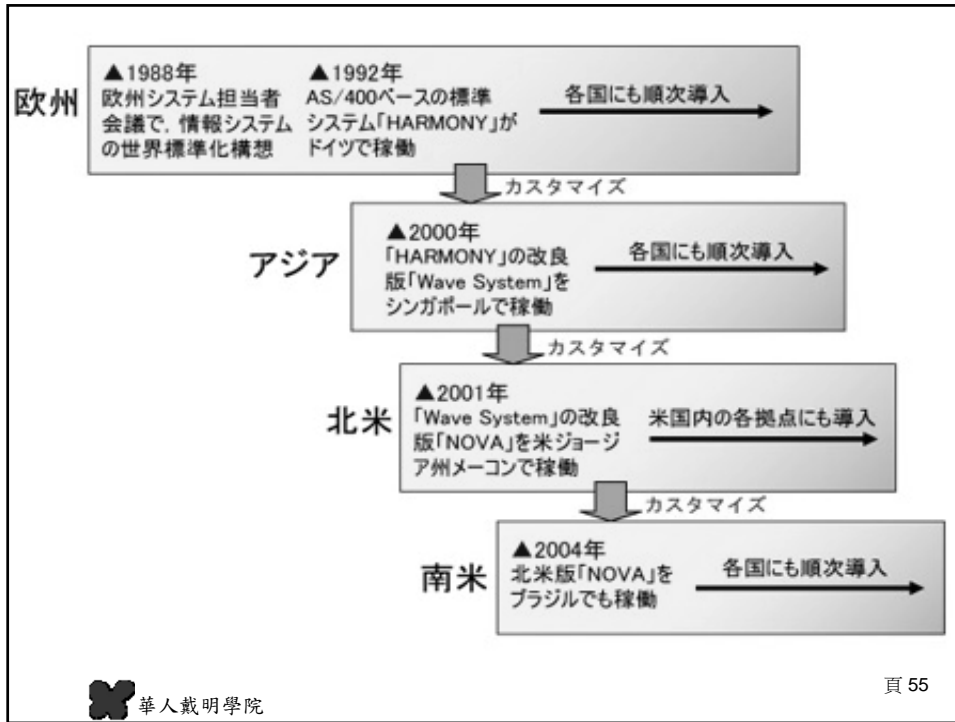 欧州
▲1988年
欧州システム担当者
会議で，情報システム
の世界標準化構想
▲1992年
AS/400ベースの標準
システム「HARMONY」が
ドイツで稼働
各国にも順次導入
カスタマイズ
アジア
▲2000年
「HARMONY」の改良
版「Wave System」を
シンガポールで稼働
各国にも順次導入
カスタマイズ
北米
▲2001年
「Wave System」の改良
版「NOVA」を米ジョージ
ア州メーコンで稼働
米国内の各拠点にも導入
カスタマイズ
南米
▲2004年
北米版「NOVA」を
ブラジルでも稼働
各国にも順次導入
華人戴明學院
頁 55